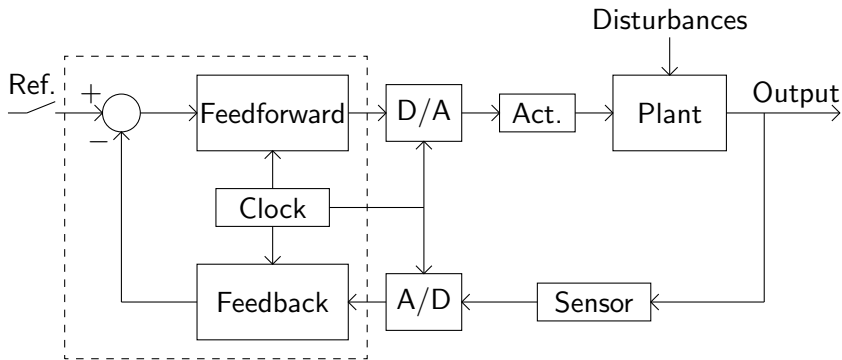 Disturbances
Ref.
+
Feedforward
D/A
Act.
Plant
Output
−
Clock
Feedback
A/D
Sensor